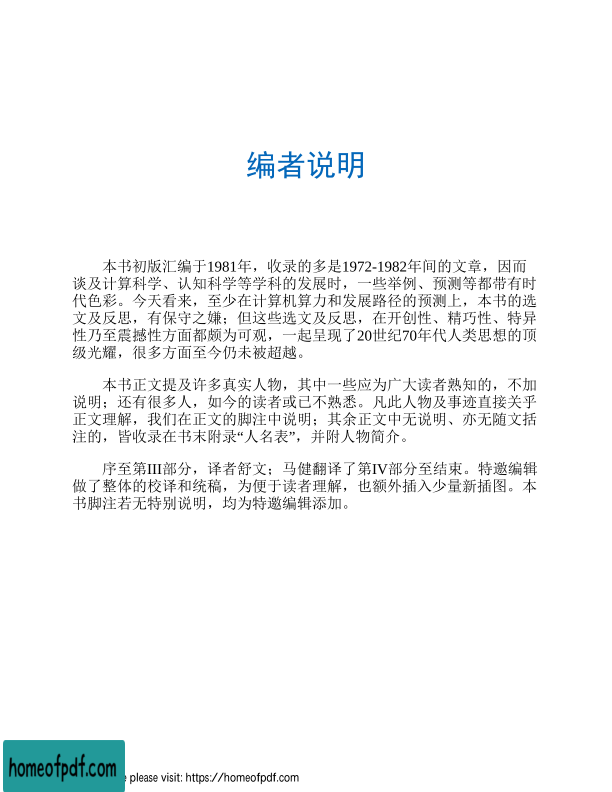 编者说明
本书初版汇编于1981年，收录的多是1972-1982年间的文章，因而
谈及计算科学、认知科学等学科的发展时，一些举例、预测等都带有时
代色彩。今天看来，至少在计算机算力和发展路径的预测上，本书的选
文及反思，有保守之嫌；但这些选文及反思，在开创性、精巧性、特异
性乃至震撼性方面都颇为可观，一起呈现了20世纪70年代人类思想的顶
级光耀，很多方面至今仍未被超越。
本书正文提及许多真实人物，其中一些应为广大读者熟知的，不加
说明；还有很多人，如今的读者或已不熟悉。凡此人物及事迹直接关乎
正文理解，我们在正文的脚注中说明；其余正文中无说明、亦无随文括
注的，皆收录在书末附录“人名表”，并附人物简介。
序至第III部分，译者舒文；马健翻译了第IV部分至结束。特邀编辑
做了整体的校译和统稿，为便于读者理解，也额外插入少量新插图。本
书脚注若无特别说明，均为特邀编辑添加。
homeofpdf.com
e please visit: https://homeofpdf.com